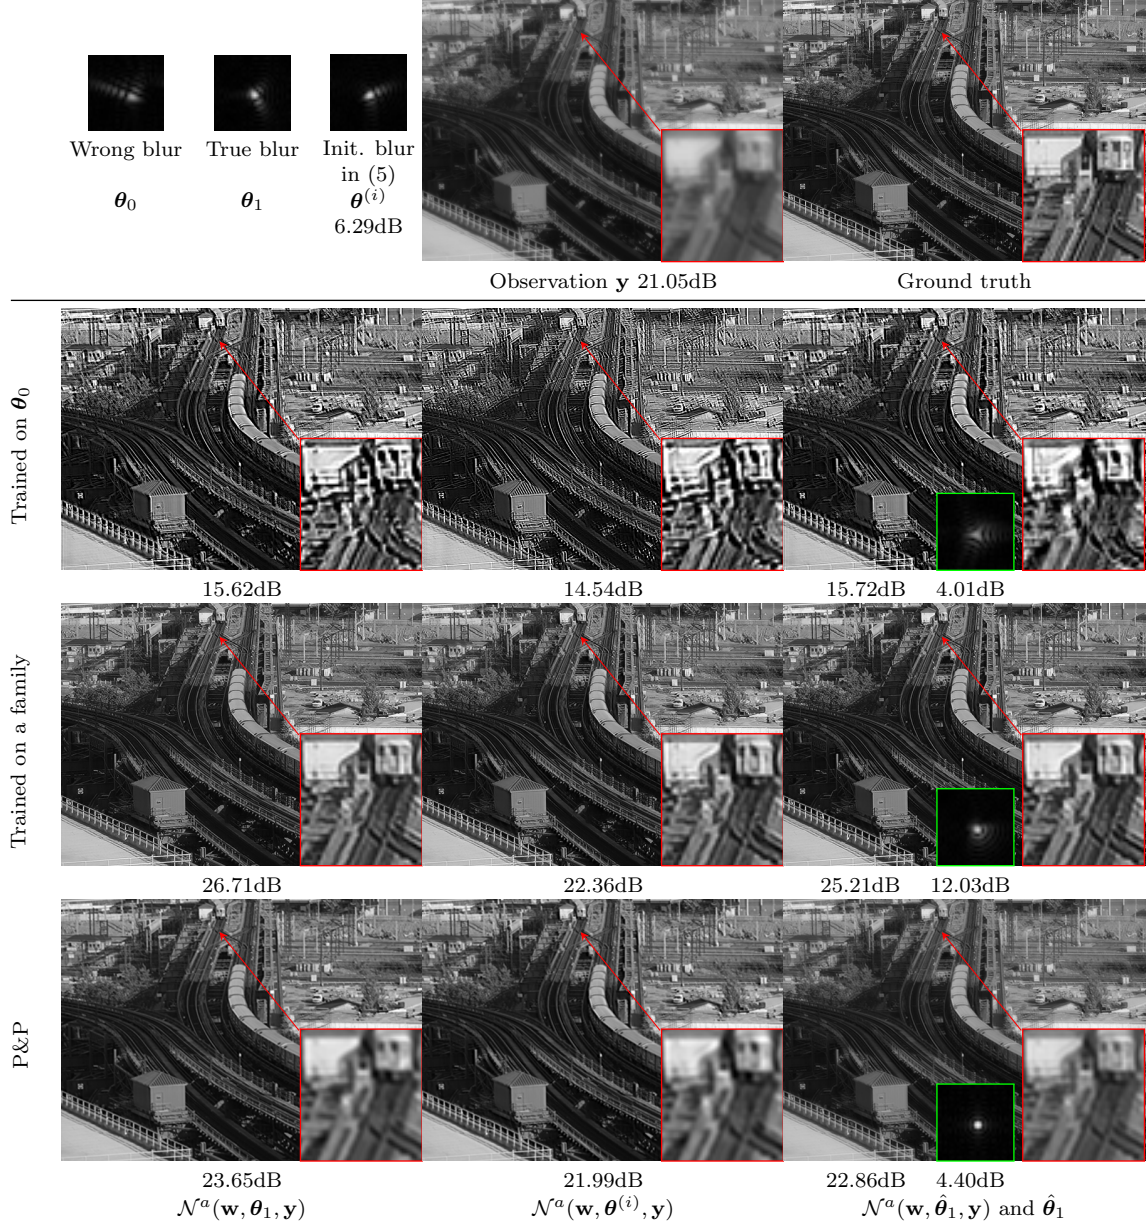 Wrong blur
True blur
Init. blur
in (5)
θ₀
θ₁
θ⁽ⁱ⁾
6.29dB
Observation y 21.05dB
Ground truth
Trained on θ₀
15.62dB
14.54dB
15.72dB
4.01dB
Trained on a family
26.71dB
22.36dB
25.21dB
12.03dB
P&P
23.65dB
21.99dB
22.86dB
4.40dB
𝒩ᵃ(w, θ₁, y)
𝒩ᵃ(w, θ⁽ⁱ⁾, y)
𝒩ᵃ(w, θ̂₁, y) and θ̂₁